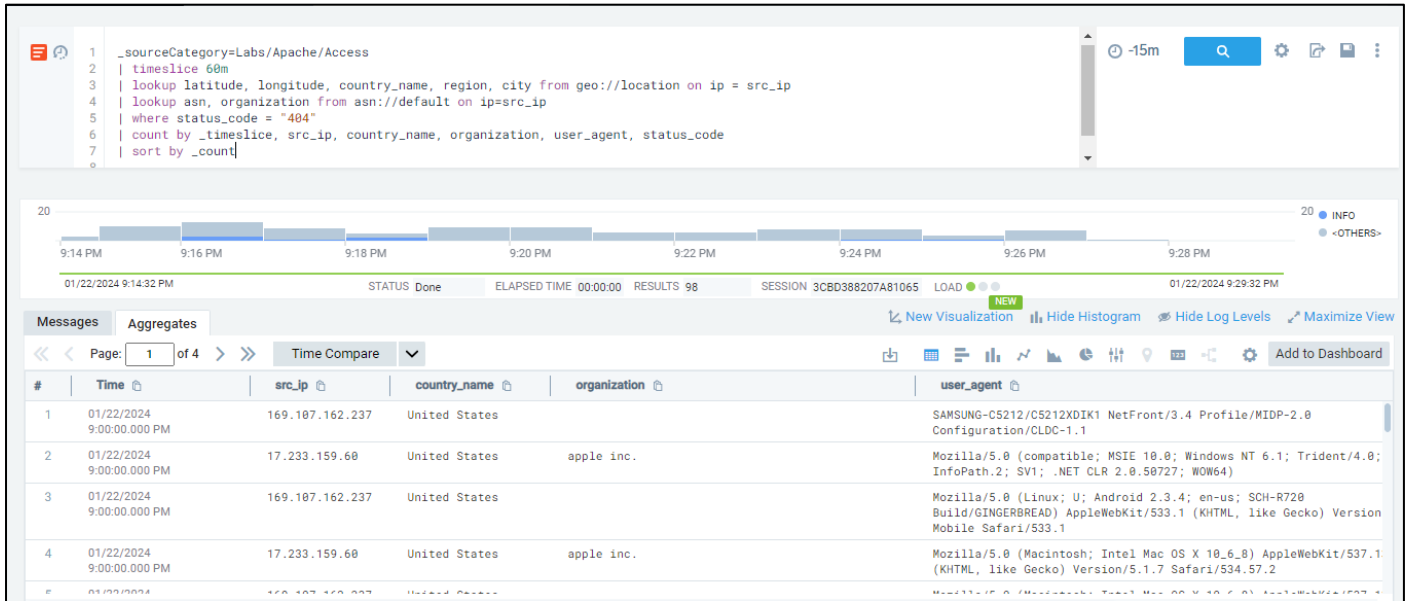 1 _sourceCategory=Labs/Apache/Access
2 | timeslice 60m
3 | lookup latitude, longitude, country_name, region, city from geo://location on ip = src_ip
4 | lookup asn, organization from asn://default on ip=src_ip
5 | where status_code = "404"
6 | count by _timeslice, src_ip, country_name, organization, user_agent, status_code
7 | sort by _count
-15m
20
20
INFO
<OTHERS>
9:14 PM 9:16 PM 9:18 PM 9:20 PM 9:22 PM 9:24 PM 9:26 PM 9:28 PM
01/22/2024 9:14:32 PM STATUS Done ELAPSED TIME 00:00:00 RESULTS 98 SESSION 3CBD388207A81065 LOAD 01/22/2024 9:29:32 PM
NEW
Messages Aggregates New Visualization Hide Histogram Hide Log Levels Maximize View
Page: 1 of 4 Time Compare 123 Add to Dashboard
# Time src_ip country_name organization user_agent
1 01/22/2024 169.107.162.237 United States SAMSUNG-C5212/C5212XDIK1 NetFront/3.4 Profile/MIDP-2.0
9:00:00.000 PM Configuration/CLDC-1.1
2 01/22/2024 17.233.159.60 United States apple inc. Mozilla/5.0 (compatible; MSIE 10.0; Windows NT 6.1; Trident/4.0;
9:00:00.000 PM InfoPath.2; SV1; .NET CLR 2.0.50727; WOW64)
3 01/22/2024 169.107.162.237 United States Mozilla/5.0 (Linux; U; Android 2.3.4; en-us; SCH-R720
9:00:00.000 PM Build/GINGERBREAD) AppleWebKit/533.1 (KHTML, like Gecko) Version
Mobile Safari/533.1
4 01/22/2024 17.233.159.60 United States apple inc. Mozilla/5.0 (Macintosh; Intel Mac OS X 10_6_8) AppleWebKit/537.1
9:00:00.000 PM (KHTML, like Gecko) Version/5.1.7 Safari/534.57.2